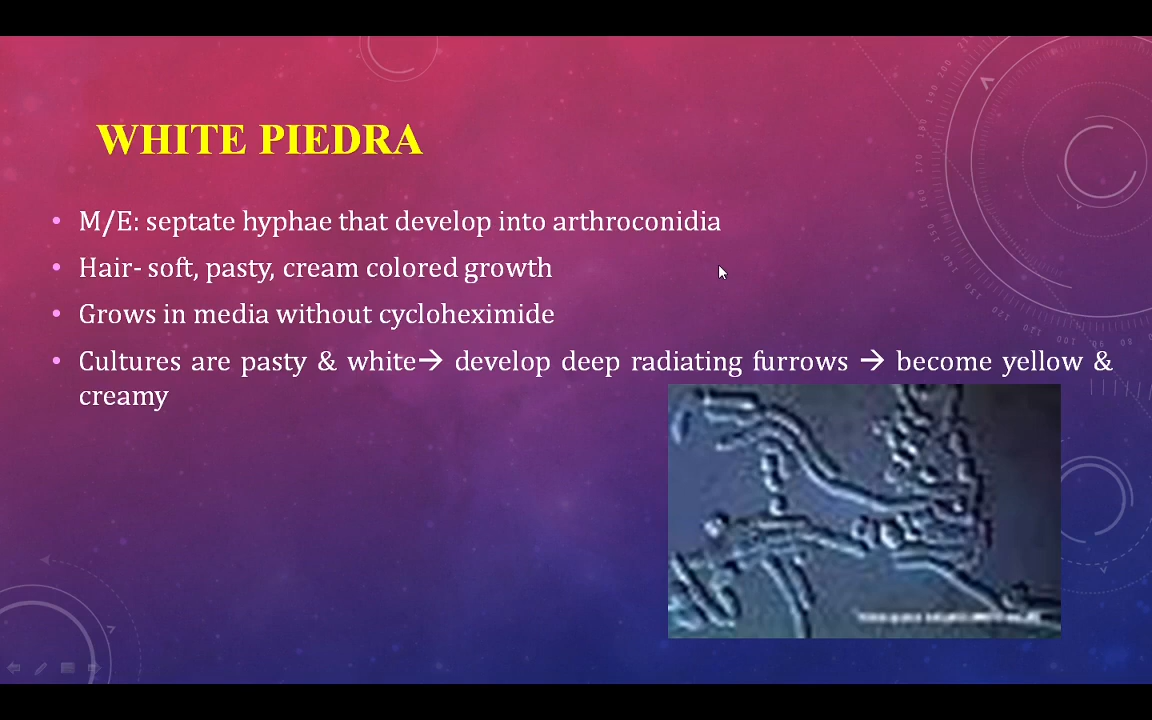 WHITE PIEDRA
• M/E: septate hyphae that develop into arthroconidia
• Hair- soft, pasty, cream colored growth
• Grows in media without cycloheximide
• Cultures are pasty & white→ develop deep radiating furrows → become yellow &
creamy